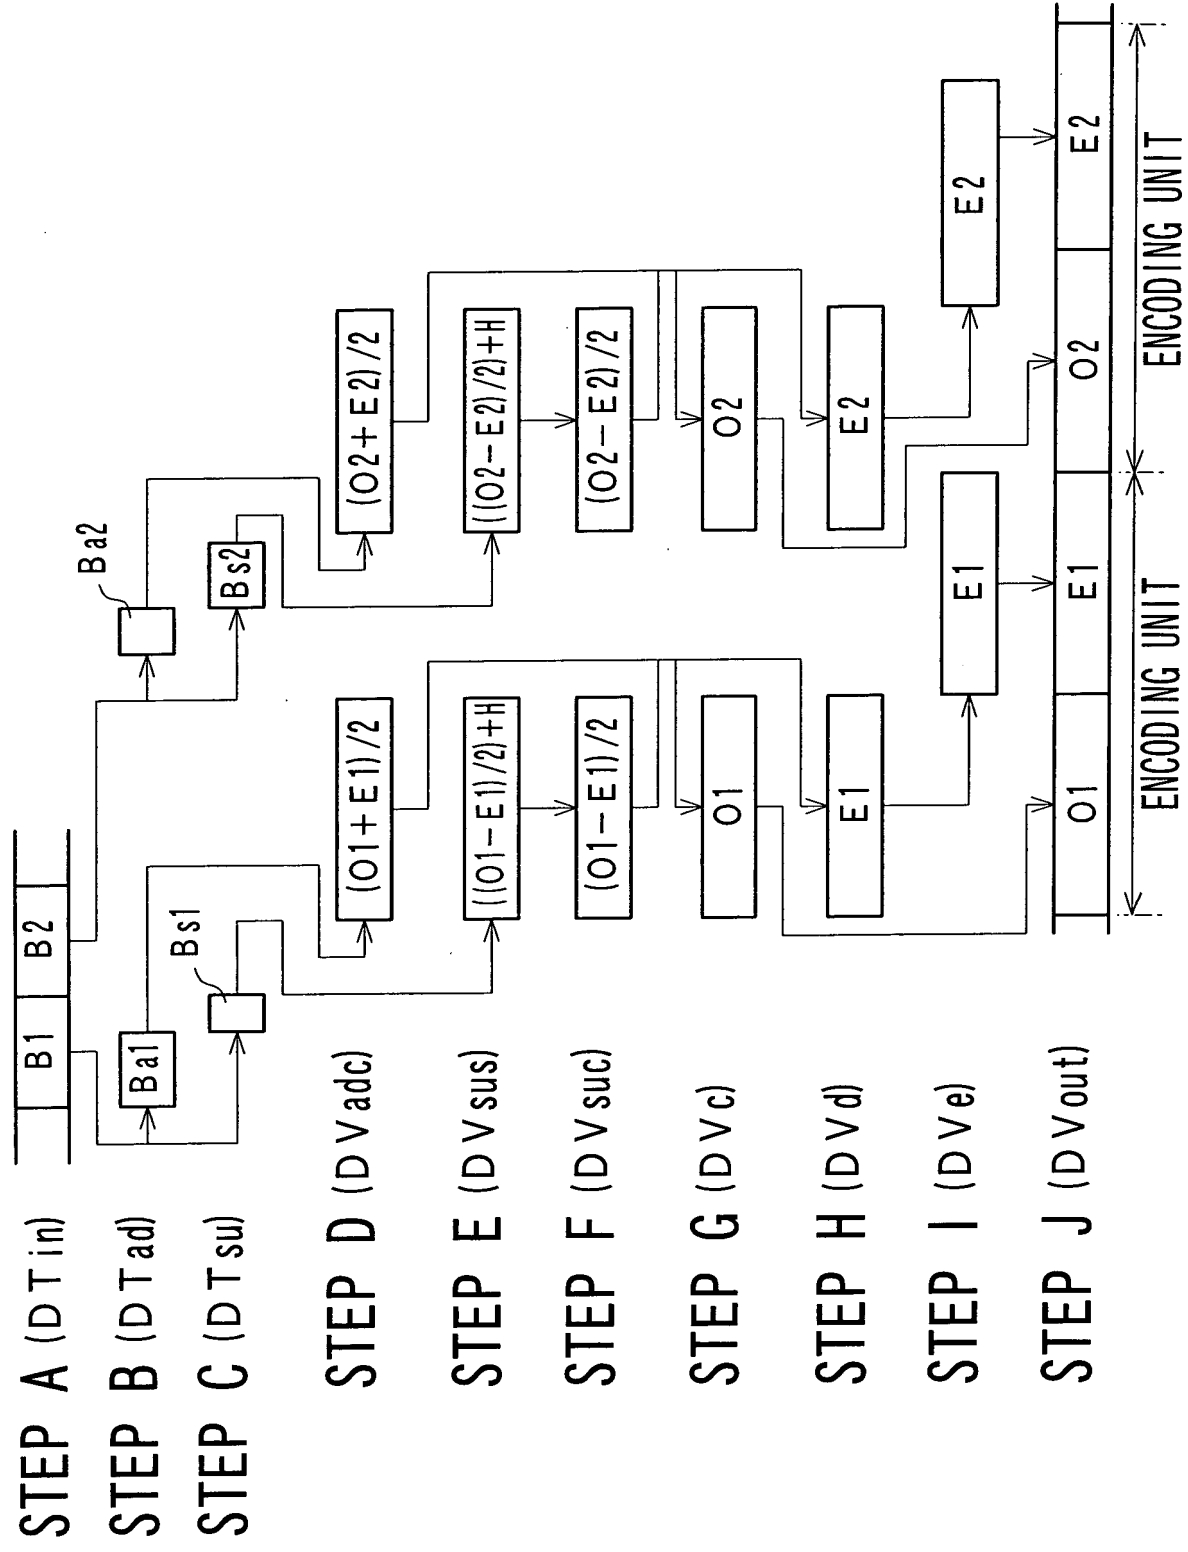 STEP A (DTin)
B1
B2
STEP B (DTad)
Ba1
Ba2
STEP C (DTsu)
Bs1
Bs2
STEP D (DVadc)
(O1+E1)/2
(O2+E2)/2
STEP E (DVsus)
((O1-E1)/2)+H
((O2-E2)/2)+H
STEP F (DVsuc)
(O1-E1)/2
(O2-E2)/2
STEP G (DVc)
O1
O2
STEP H (DVd)
E1
E2
STEP I (DVe)
E1
E2
STEP J (DVout)
O1
E1
O2
E2
ENCODING UNIT
ENCODING UNIT